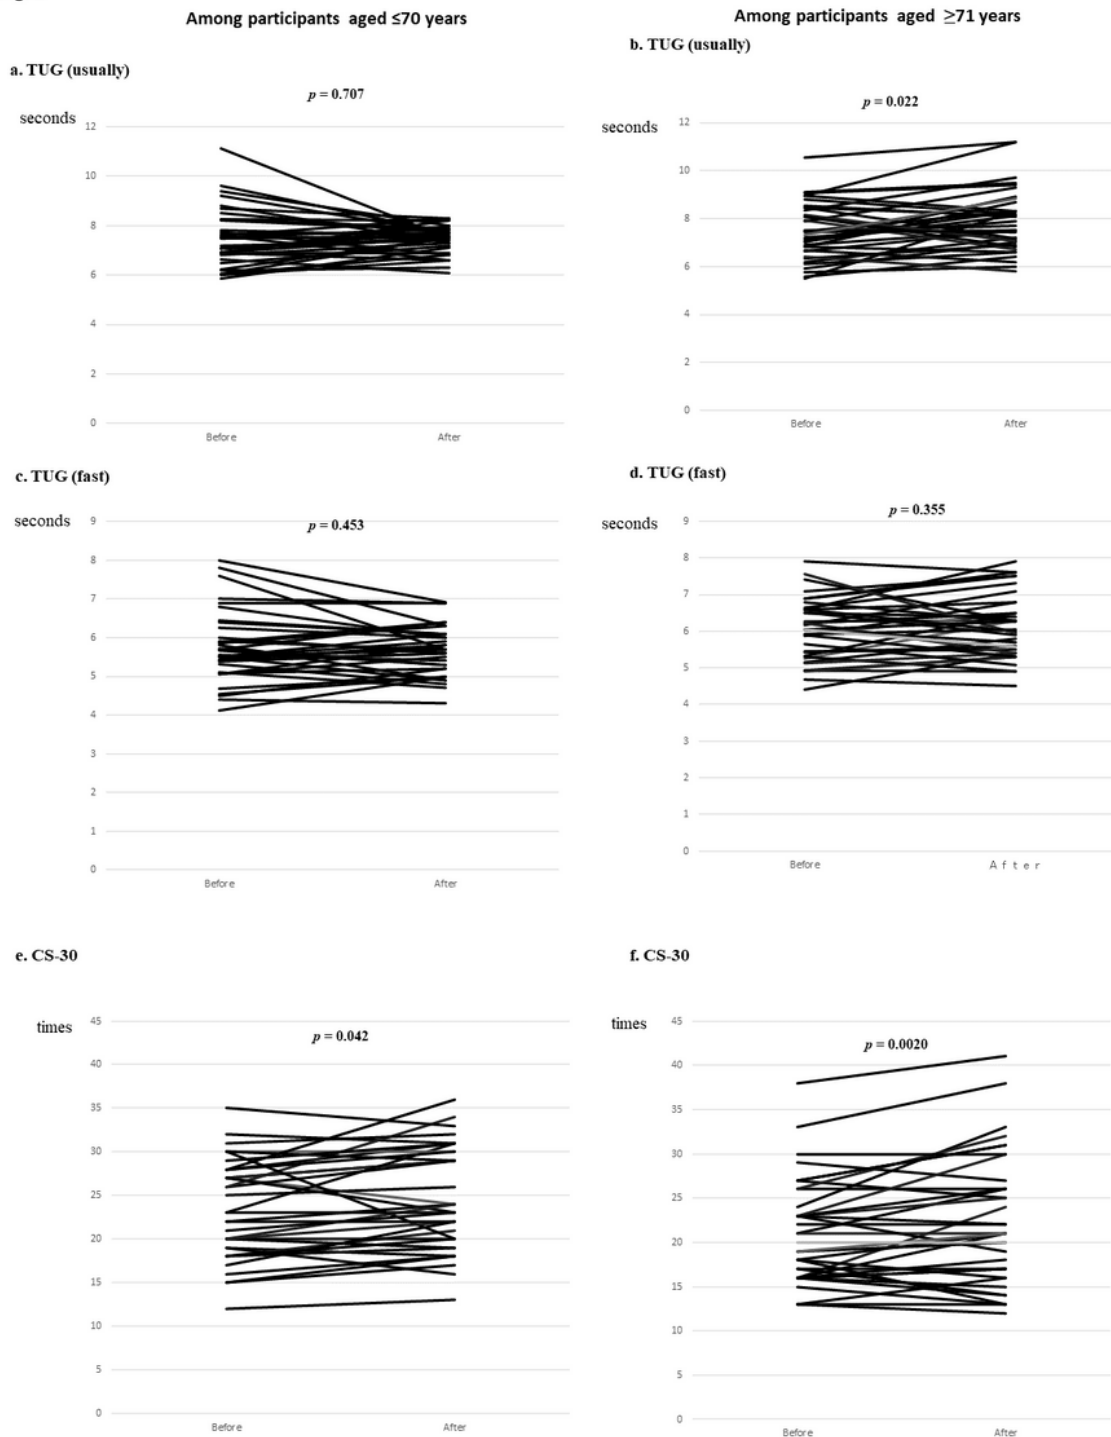 Among participants aged ≤70 years
Among participants aged ≥71 years
a. TUG (usually)
p = 0.707
seconds
12
10
8
6
4
2
0
Before
After
b. TUG (usually)
p = 0.022
seconds
12
10
8
6
4
2
0
Before
After
c. TUG (fast)
seconds
p = 0.453
9
8
7
6
5
4
3
2
1
0
Before
After
d. TUG (fast)
p = 0.355
seconds
9
8
7
6
5
4
3
2
1
0
Before
After
e. CS-30
times
p = 0.042
45
40
35
30
25
20
15
10
5
0
Before
After
f. CS-30
times
p = 0.0020
45
40
35
30
25
20
15
10
5
0
Before
After